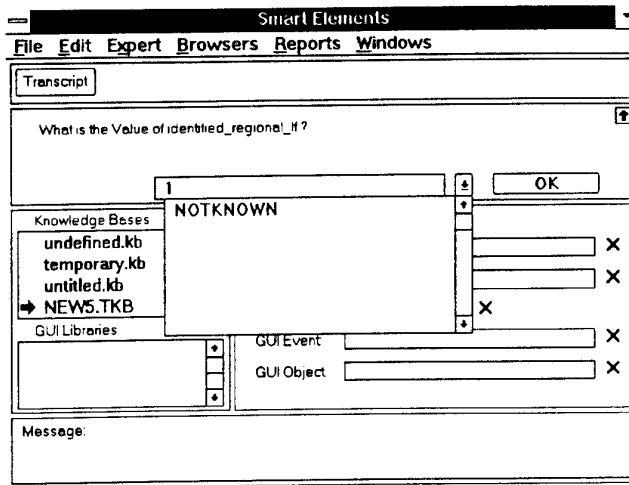 Smart Elements
File Edit Expert Browsers Reports Windows
Transcript
What is the Value of identified_regional_lf ?
1
OK
NOTKNOWN
Knowledge Bases
undefined.kb
temporary.kb
untitled.kb
NEW5.TKB
GUI Libraries
GUI Event
GUI Object
Message: